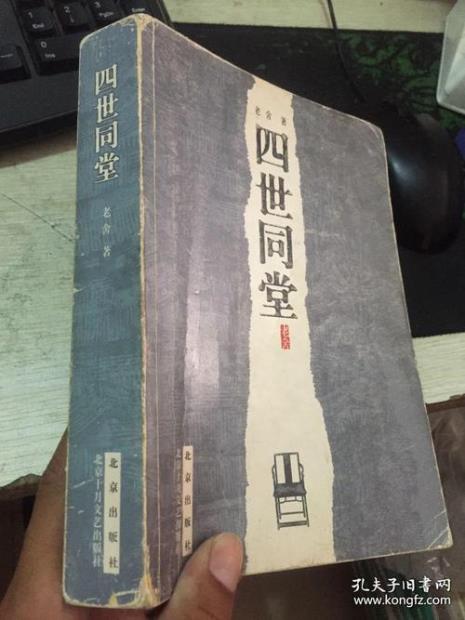 四世同堂
老舍 著
北京出版社
北京十月文艺出版社
老舍 著
四世同堂
北京出版社
孔夫子旧书网
kongfz.com